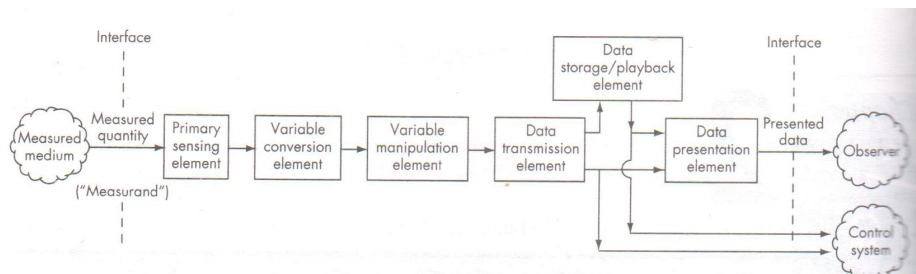 Interface
Measured
medium
Measured
quantity
("Measurand")
Primary
sensing
element
Variable
conversion
element
Variable
manipulation
element
Data
transmission
element
Data
storage/playback
element
Data
presentation
element
Interface
Presented
data
Observer
Control
system